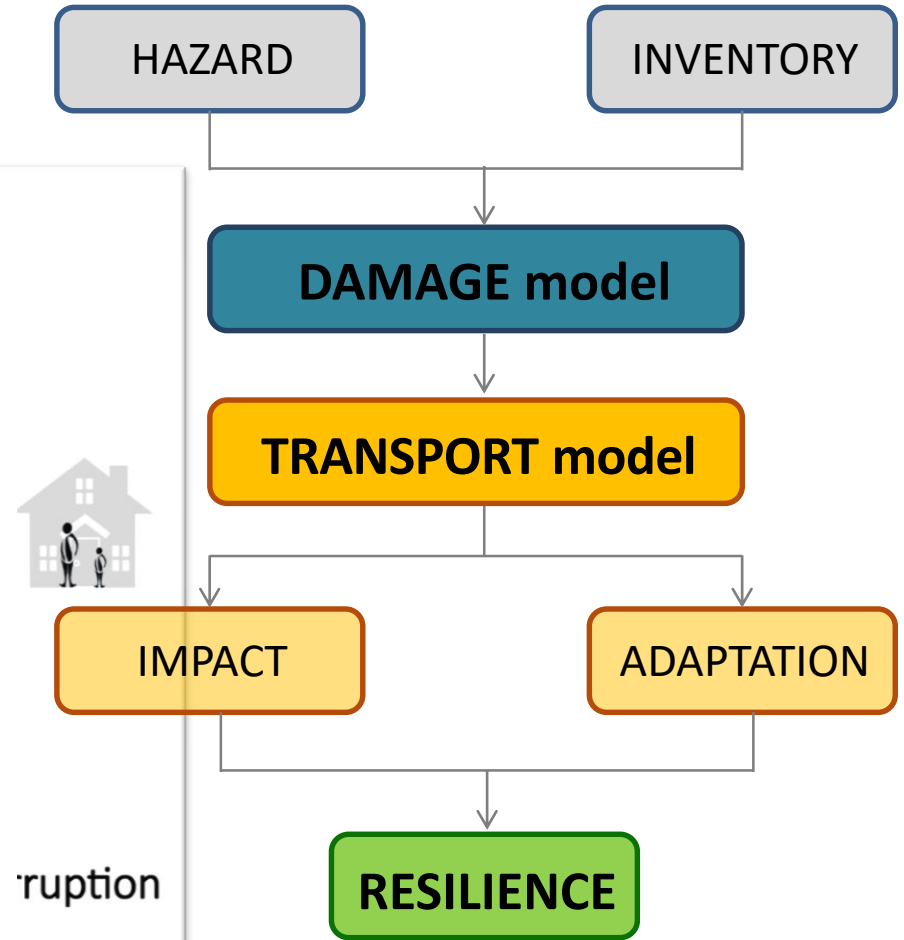 HAZARD
INVENTORY
DAMAGE model
TRANSPORT model
IMPACT
ADAPTATION
ruption
RESILIENCE